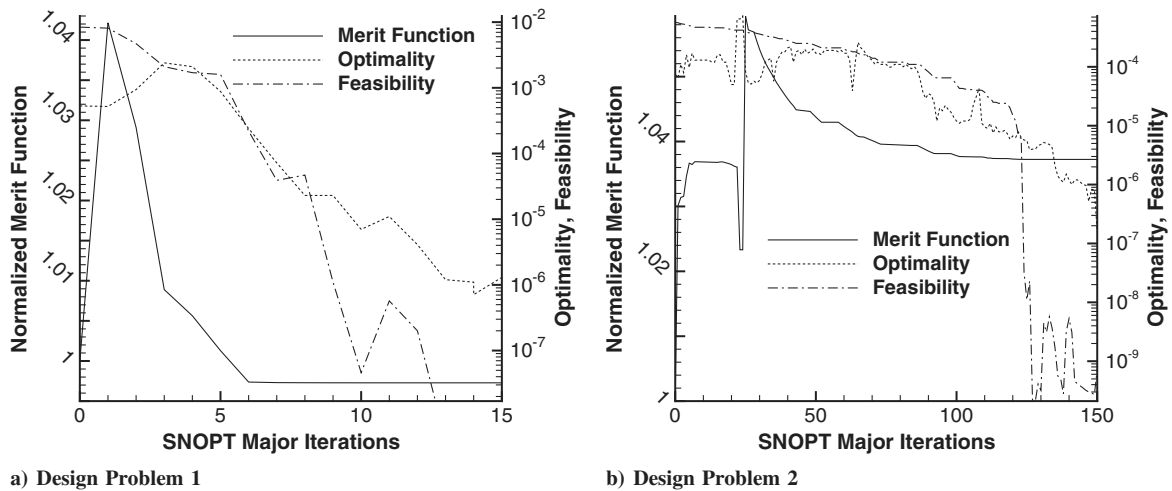 1.04
1.03
1.02
1.01
1
Normalized Merit Function
Merit Function
Optimality
Feasibility
10^-2
10^-3
10^-4
10^-5
10^-6
10^-7
Optimality, Feasibility
0 5 10 15
SNOPT Major Iterations
a) Design Problem 1
1.04
1.02
1
Normalized Merit Function
Merit Function
Optimality
Feasibility
10^-4
10^-5
10^-6
10^-7
10^-8
10^-9
Optimality, Feasibility
0 50 100 150
SNOPT Major Iterations
b) Design Problem 2